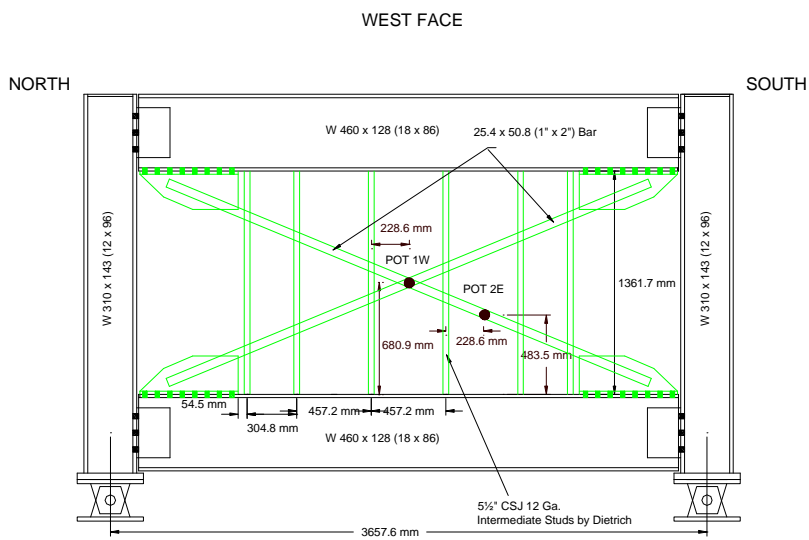 WEST FACE
NORTH
SOUTH
W 460 x 128 (18 x 86)
25.4 x 50.8 (1" x 2") Bar
W 310 x 143 (12 x 96)
W 310 x 143 (12 x 96)
228.6 mm
POT 1W
POT 2E
1361.7 mm
680.9 mm
228.6 mm
483.5 mm
54.5 mm
304.8 mm
457.2 mm
457.2 mm
W 460 x 128 (18 x 86)
5½" CSJ 12 Ga.
Intermediate Studs by Dietrich
3657.6 mm